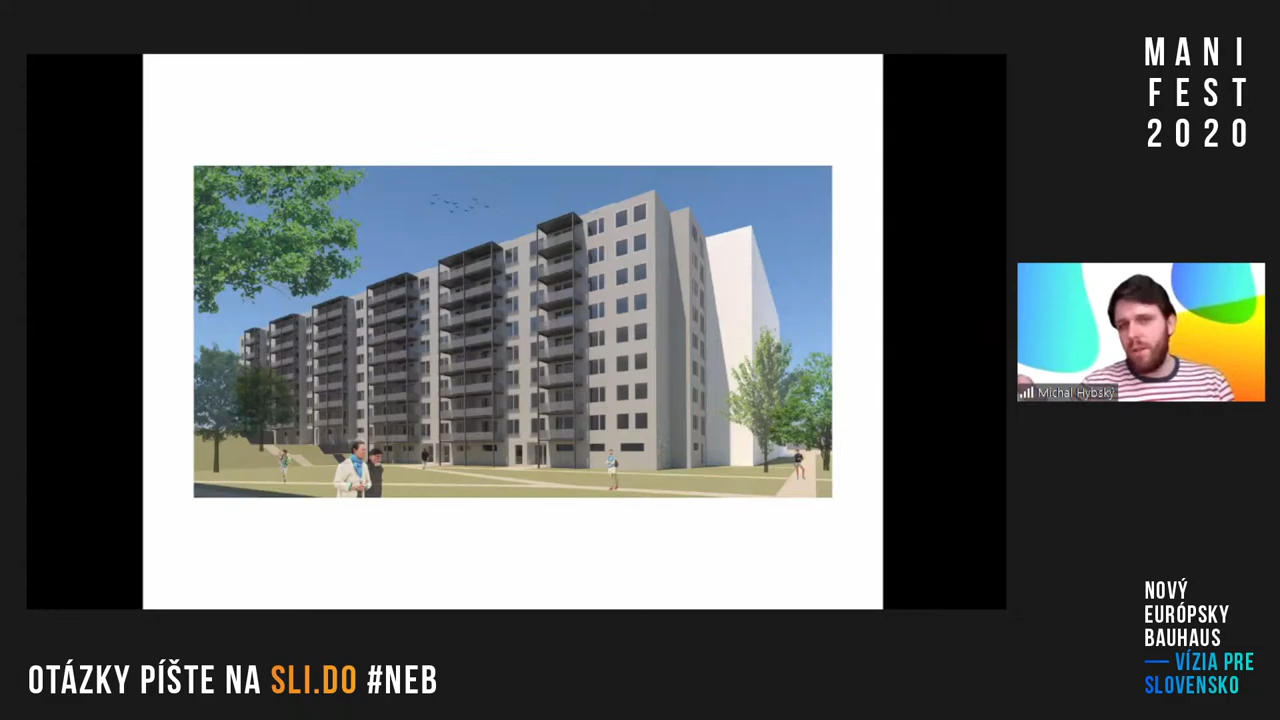 MANI
FEST
2020
Michal Hybský
NOVÝ
EURÓPSKY
BAUHAUS
— VÍZIA PRE
SLOVENSKO
OTÁZKY PÍŠTE NA SLI.DO #NEB